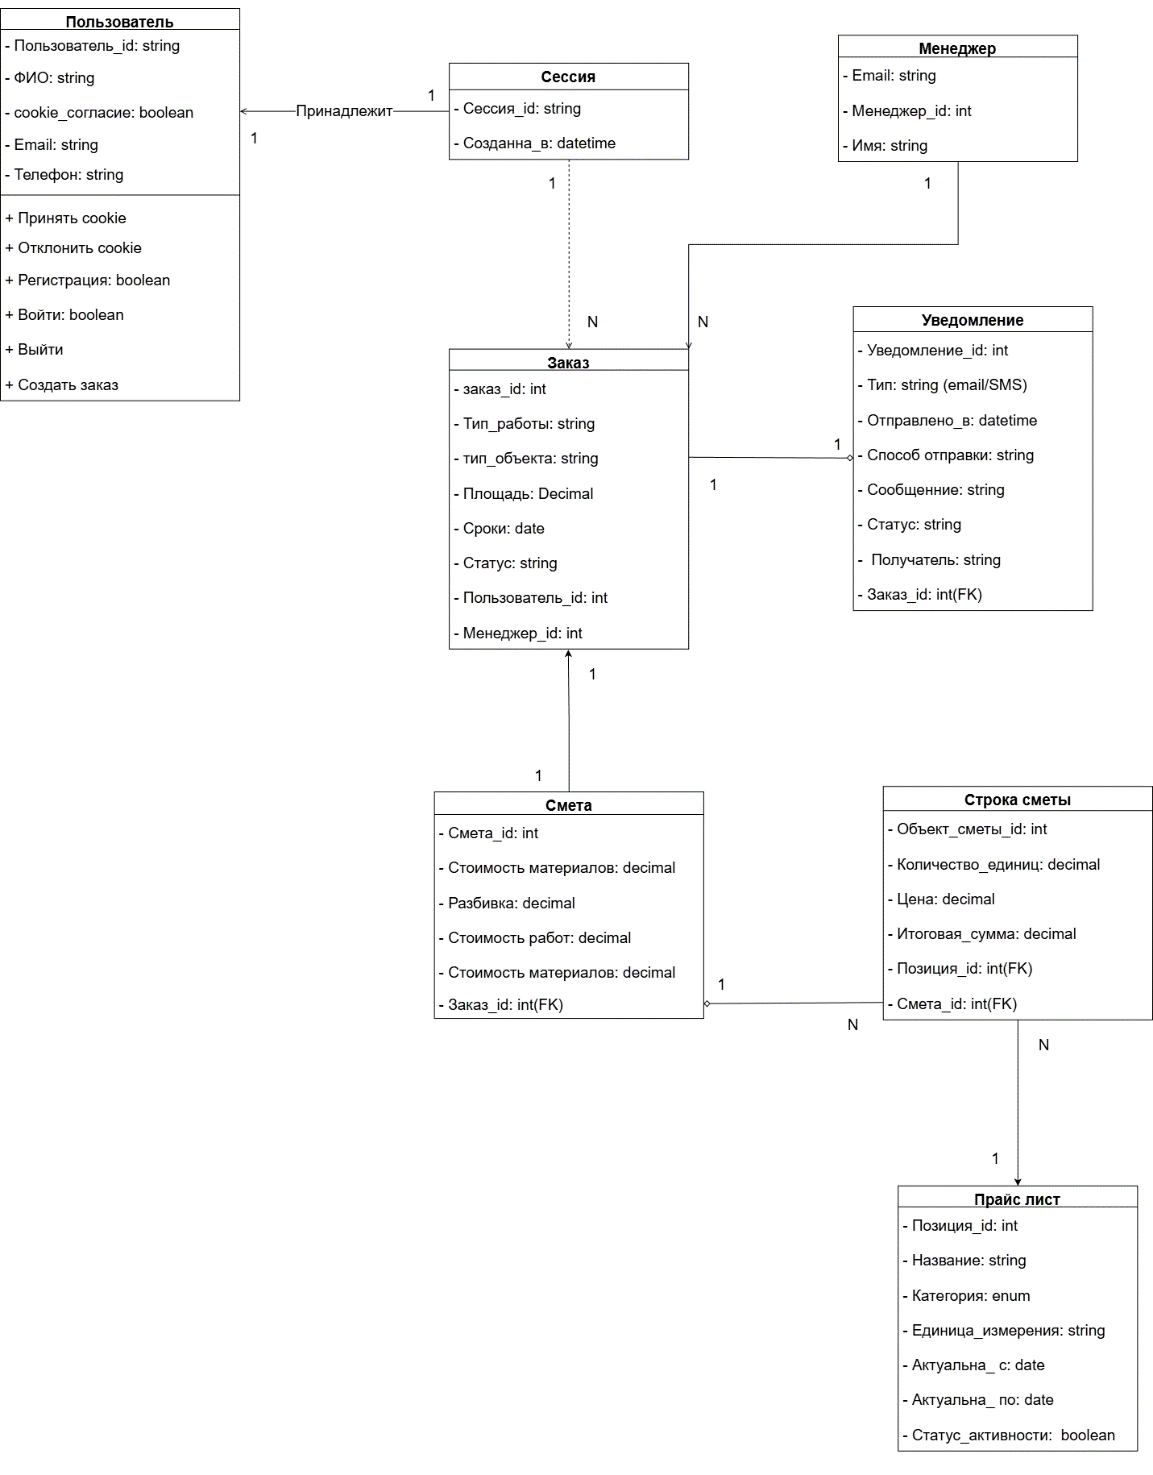 Пользователь
- Пользователь_id: string
- ФИО: string
- cookie_согласие: boolean
- Email: string
- Телефон: string
+ Принять cookie
+ Отклонить cookie
+ Регистрация: boolean
+ Войти: boolean
+ Выйти
+ Создать заказ
Принадлежит
1
1
Сессия
- Сессия_id: string
- Созданна_в: datetime
1
N
Менеджер
- Email: string
- Менеджер_id: int
- Имя: string
1
N
Заказ
- заказ_id: int
- Тип_работы: string
- тип_объекта: string
- Площадь: Decimal
- Сроки: date
- Статус: string
- Пользователь_id: int
- Менеджер_id: int
1
1
Уведомление
- Уведомление_id: int
- Тип: string (email/SMS)
- Отправлено_в: datetime
- Способ отправки: string
- Сообщенние: string
- Статус: string
- Получатель: string
- Заказ_id: int(FK)
1
1
Смета
- Смета_id: int
- Стоимость материалов: decimal
- Разбивка: decimal
- Стоимость работ: decimal
- Стоимость материалов: decimal
- Заказ_id: int(FK)
1
N
Строка сметы
- Объект_сметы_id: int
- Количество_единиц: decimal
- Цена: decimal
- Итоговая_сумма: decimal
- Позиция_id: int(FK)
- Смета_id: int(FK)
N
1
Прайс лист
- Позиция_id: int
- Название: string
- Категория: enum
- Единица_измерения: string
- Актуальна_ с: date
- Актуальна_ по: date
- Статус_активности: boolean